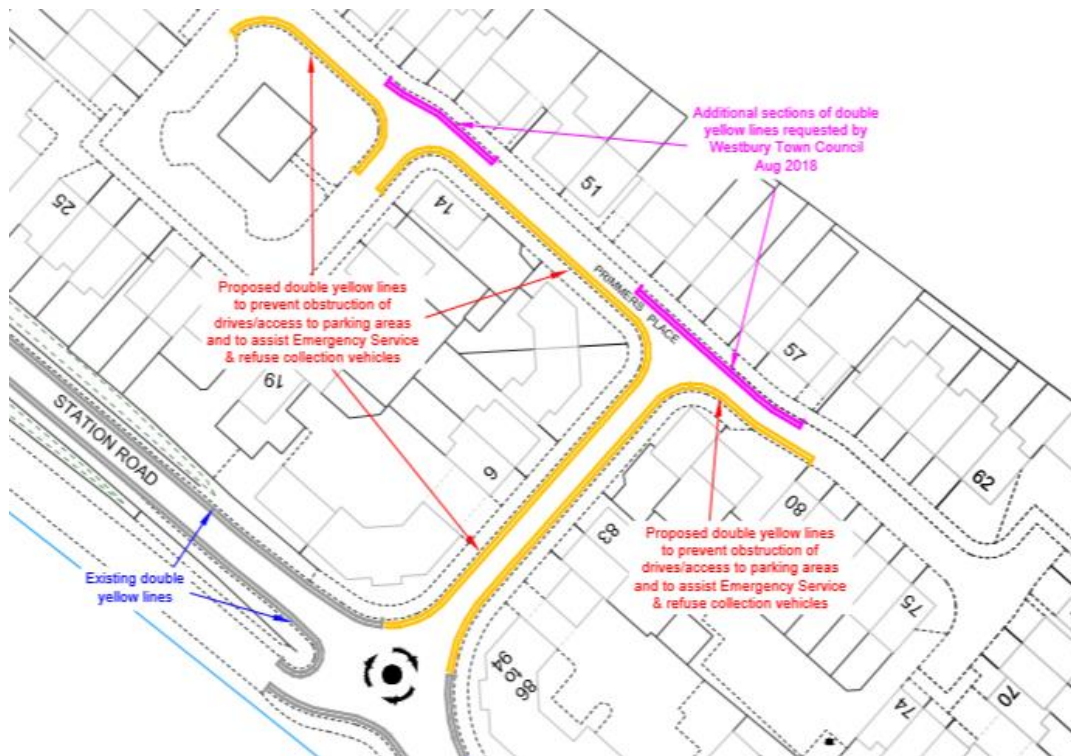 Additional sections of double
yellow lines requested by
Westbury Town Council
Aug 2018
51
25
14
Proposed double yellow lines
to prevent obstruction of
drives/access to parking areas
and to assist Emergency Service
& refuse collection vehicles
PRIMMERS PLACE
57
19
STATION ROAD
6
62
80
83
Proposed double yellow lines
to prevent obstruction of
drives/access to parking areas
and to assist Emergency Service
& refuse collection vehicles
Existing double
yellow lines
75
70
74